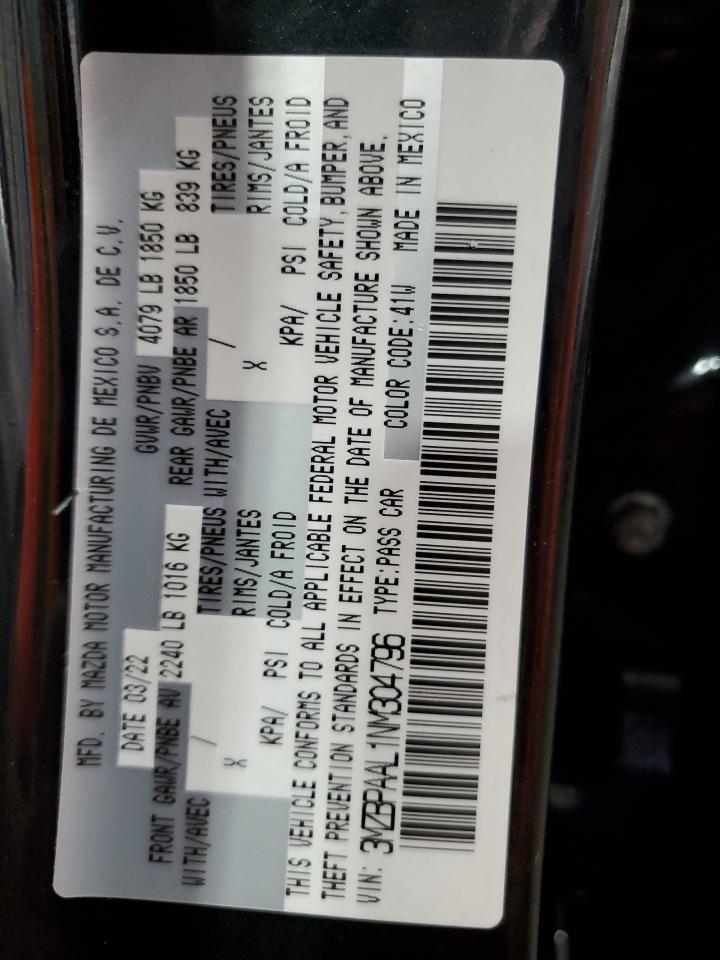 MFD. BY MAZDA MOTOR MANUFACTURING DE MEXICO S.A. DE C.V.
DATE 03/22 GVWR/PNBV 4079 LB 1850 KG
FRONT GAWR/PNBE AV 2240 LB 1016 KG REAR GAWR/PNBE AR 1850 LB 839 KG
WITH/AVEC / TIRES/PNEUS WITH/AVEC / TIRES/PNEUS
X RIMS/JANTES X RIMS/JANTES
KPA/ PSI COLD/A FROID KPA/ PSI COLD/A FROID
THIS VEHICLE CONFORMS TO ALL APPLICABLE FEDERAL MOTOR VEHICLE SAFETY, BUMPER, AND
THEFT PREVENTION STANDARDS IN EFFECT ON THE DATE OF MANUFACTURE SHOWN ABOVE.
VIN: 3MZBPAAL1NM304796 TYPE:PASS CAR COLOR CODE:41W MADE IN MEXICO